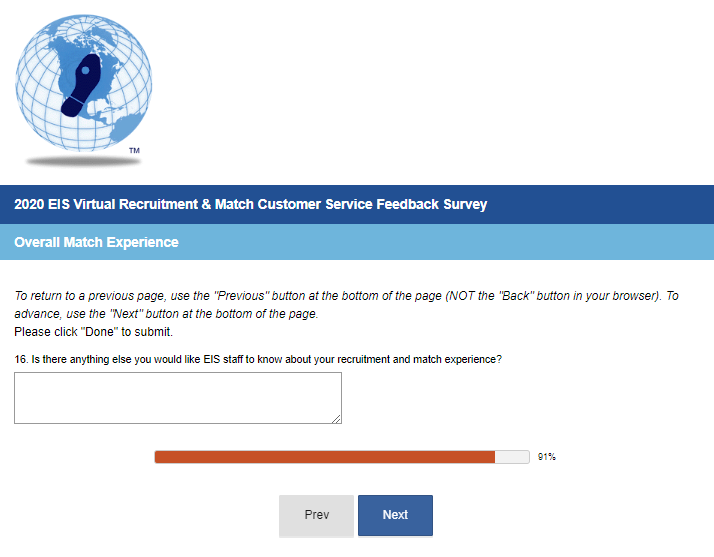 TM
2020 EIS Virtual Recruitment & Match Customer Service Feedback Survey
Overall Match Experience
To return to a previous page, use the "Previous" button at the bottom of the page (NOT the "Back" button in your browser). To
advance, use the "Next" button at the bottom of the page.
Please click "Done" to submit.
16. Is there anything else you would like EIS staff to know about your recruitment and match experience?
91%
Prev
Next